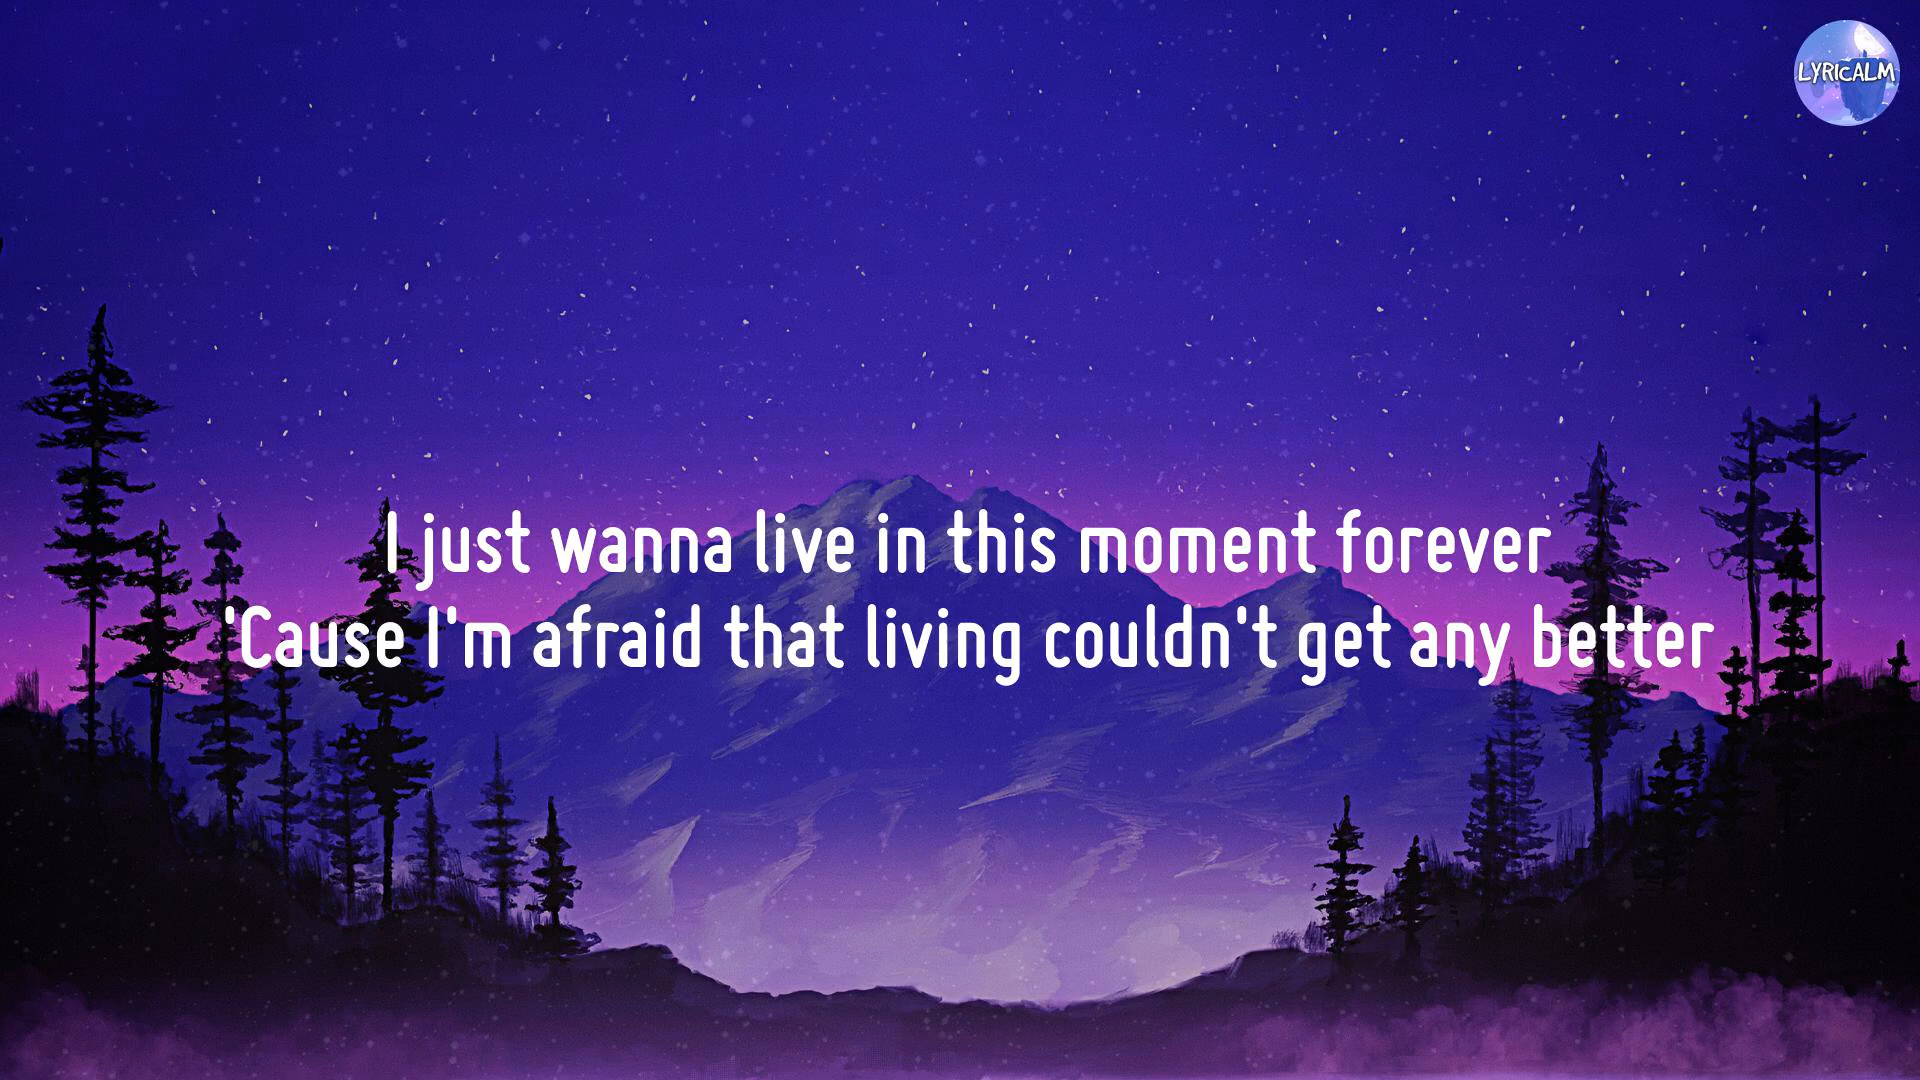 LYRICALM
I just wanna live in this moment forever
'Cause I'm afraid that living couldn't get any better